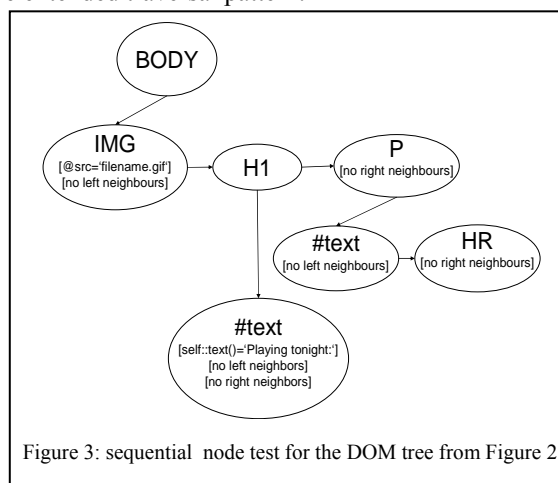 BODY
IMG
[@src='filename.gif']
[no left neighbours]
H1
P
[no right neighbours]
#text
[no left neighbours]
HR
[no right neighbours]
#text
[self::text()='Playing tonight:']
[no left neighbors]
[no right neighbors]
Figure 3: sequential node test for the DOM tree from Figure 2